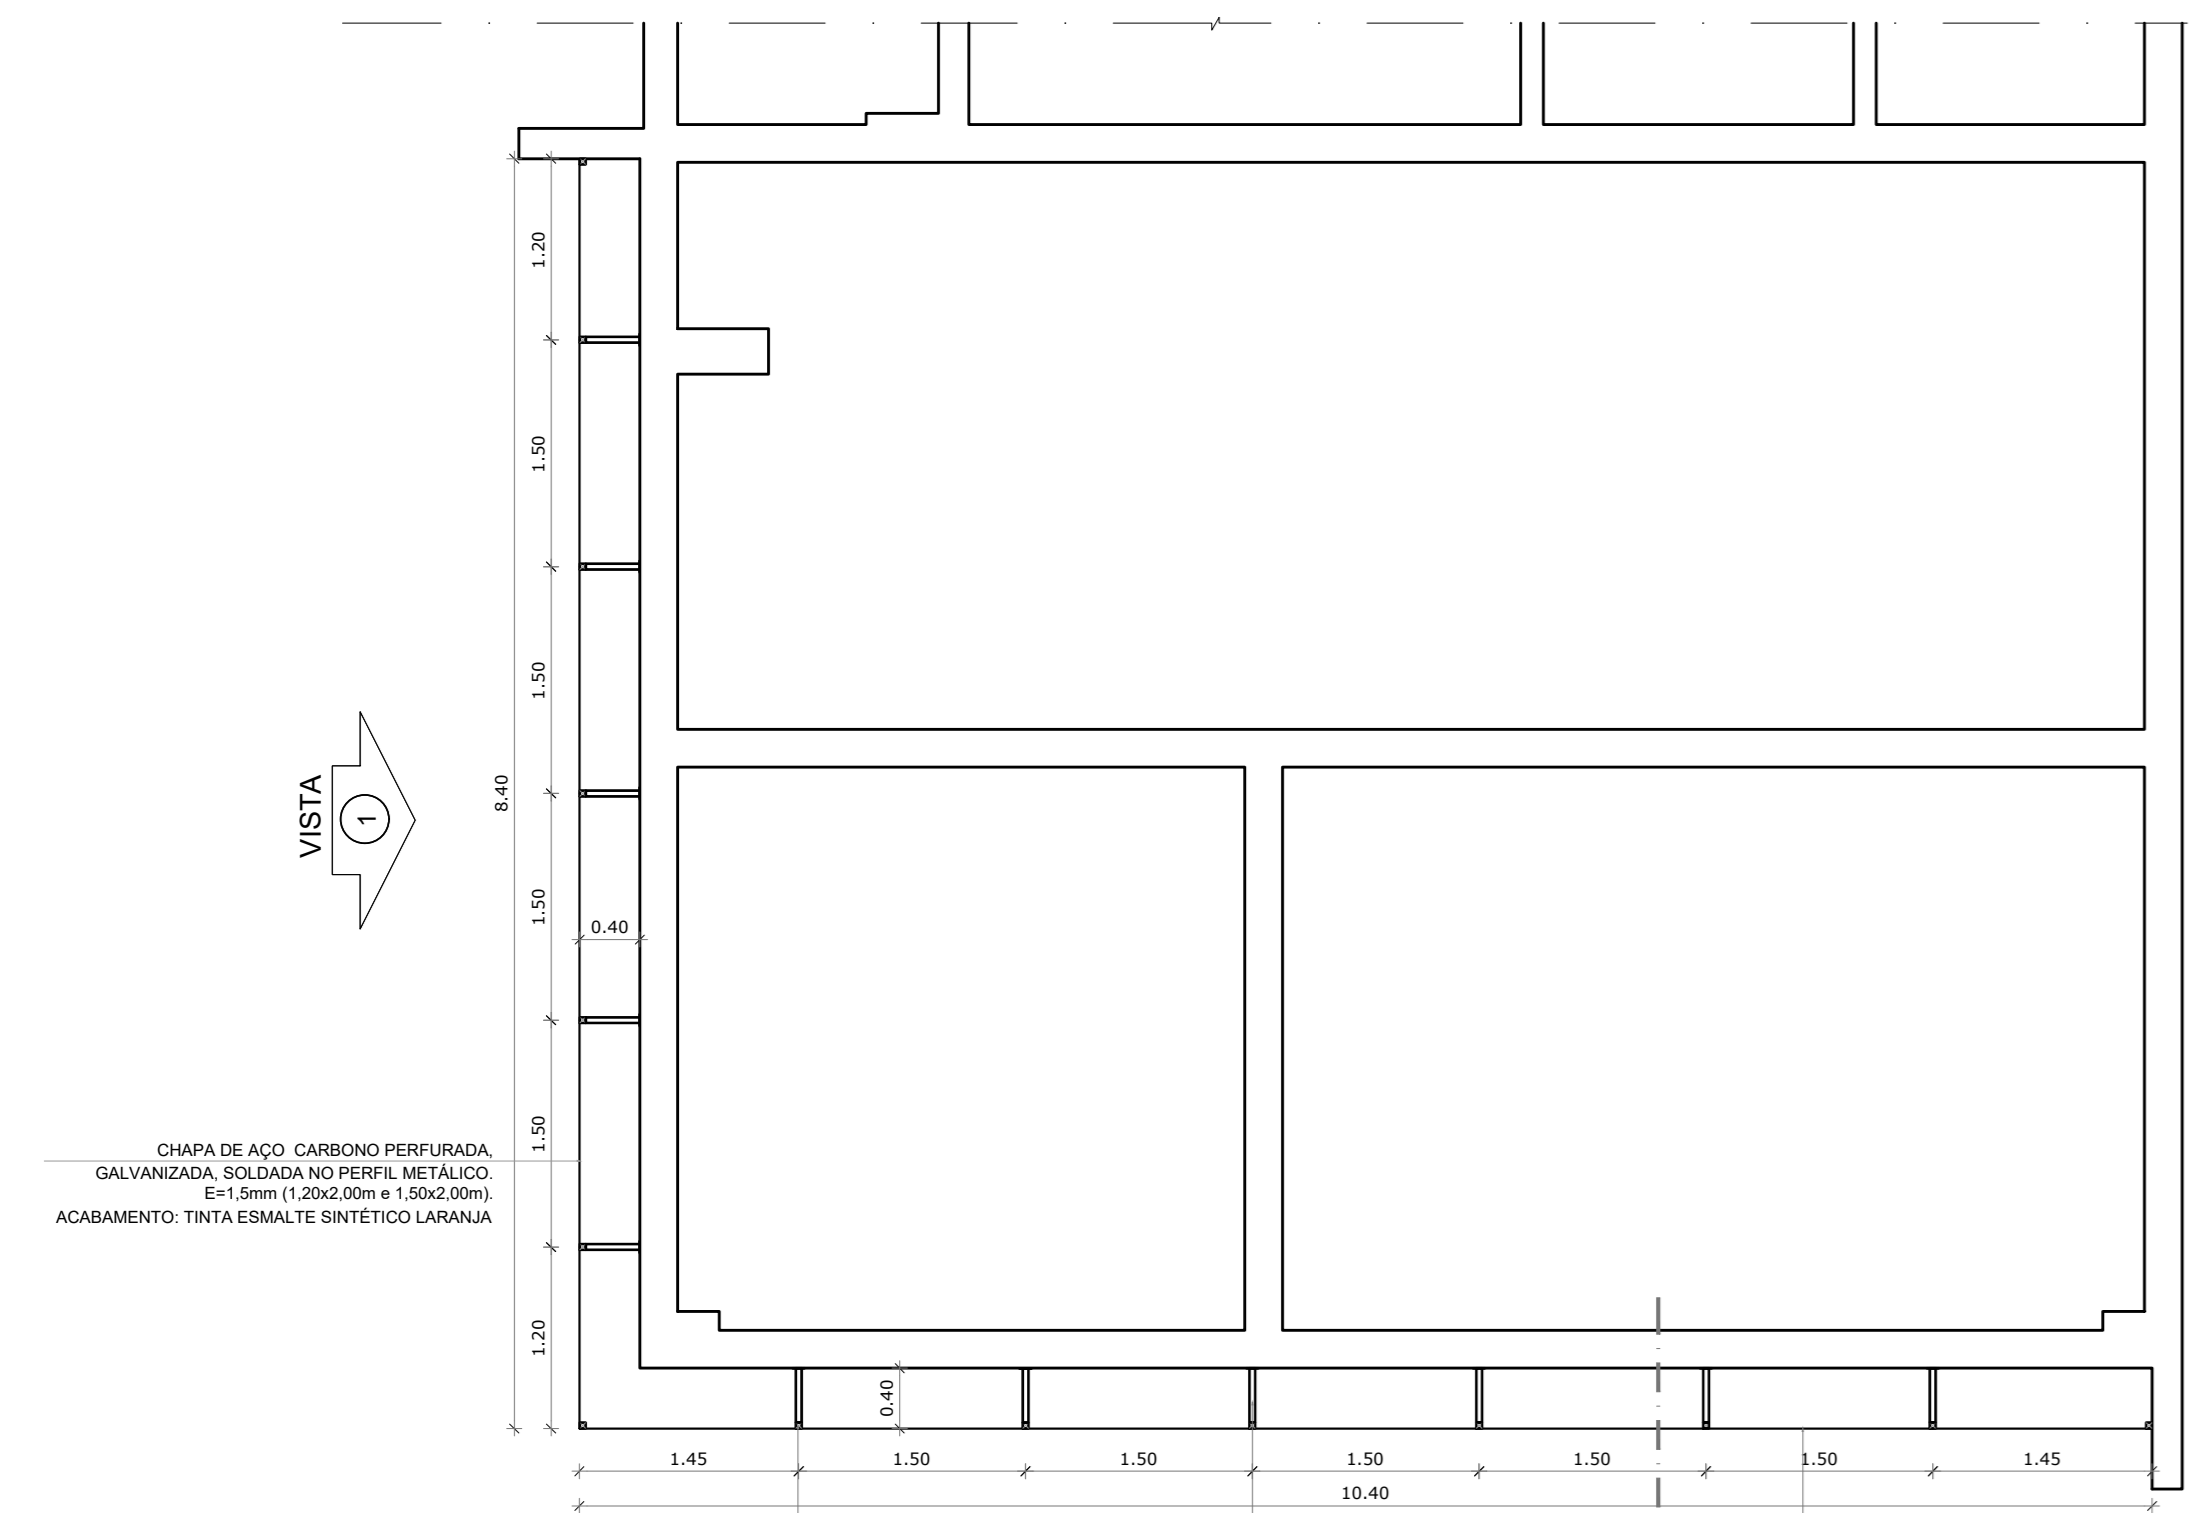 1.20
1.50
1.50
8.40
VISTA
1
1.50
0.40
1.50
CHAPA DE AÇO CARBONO PERFURADA,
GALVANIZADA, SOLDADA NO PERFIL METÁLICO.
E=1,5mm (1,20x2,00m e 1,50x2,00m).
ACABAMENTO: TINTA ESMALTE SINTÉTICO LARANJA
1.20
0.40
1.45 1.50 1.50 1.50 1.50 1.50 1.45
10.40